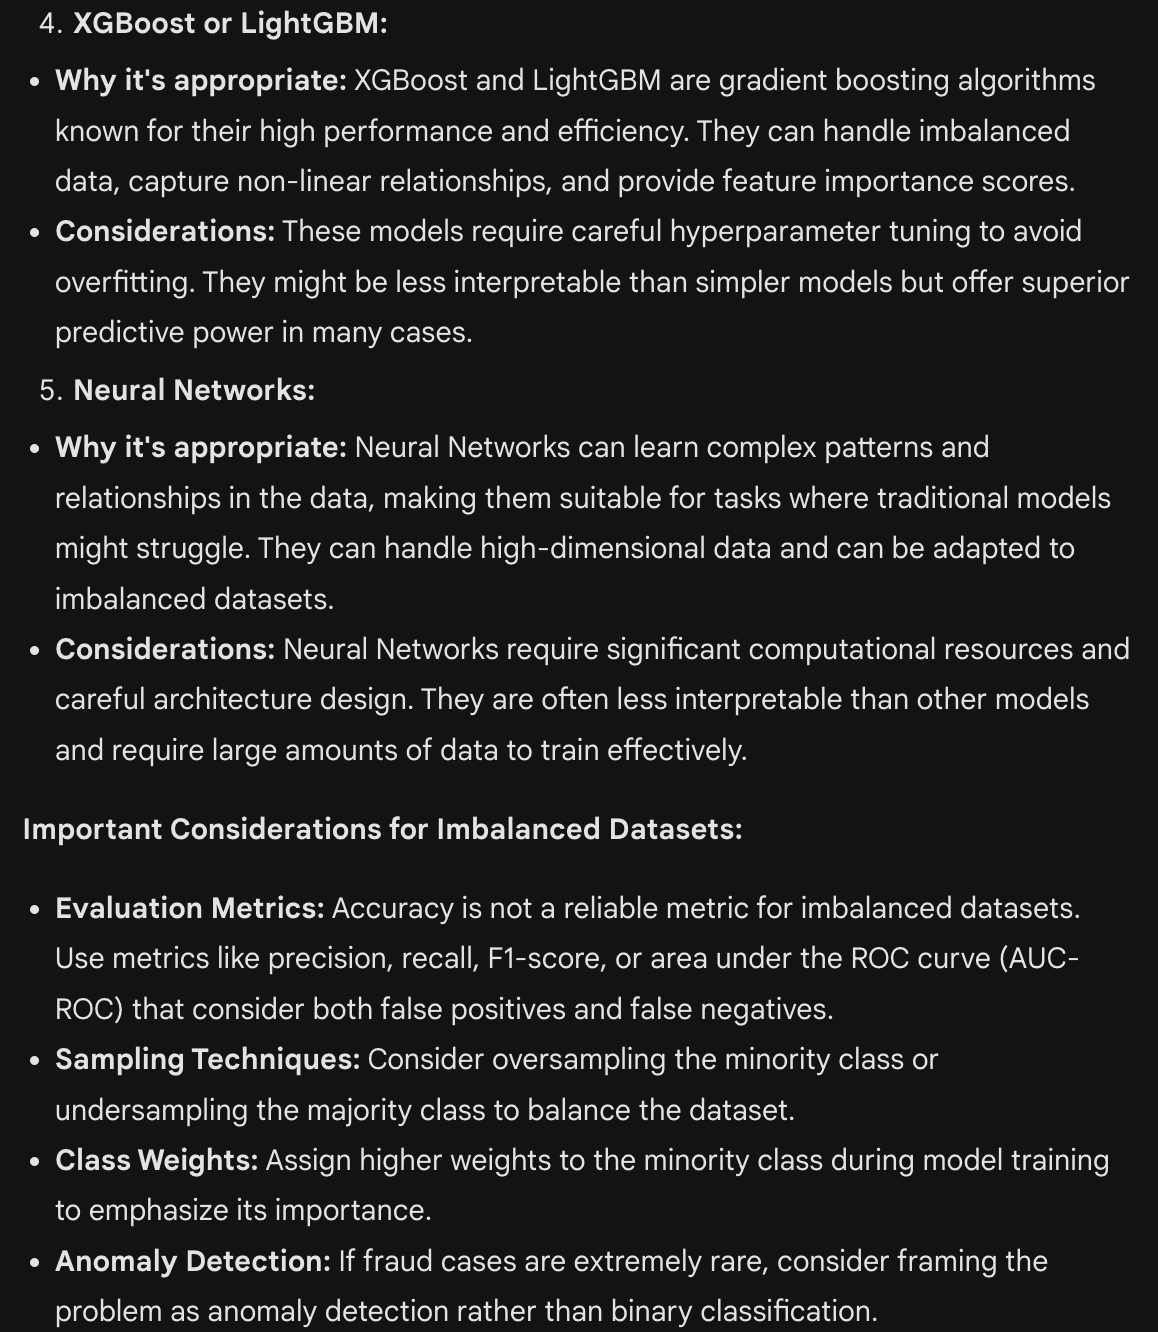 4. XGBoost or LightGBM:
• Why it's appropriate: XGBoost and LightGBM are gradient boosting algorithms
known for their high performance and efficiency. They can handle imbalanced
data, capture non-linear relationships, and provide feature importance scores.
• Considerations: These models require careful hyperparameter tuning to avoid
overfitting. They might be less interpretable than simpler models but offer superior
predictive power in many cases.
5. Neural Networks:
• Why it's appropriate: Neural Networks can learn complex patterns and
relationships in the data, making them suitable for tasks where traditional models
might struggle. They can handle high-dimensional data and can be adapted to
imbalanced datasets.
• Considerations: Neural Networks require significant computational resources and
careful architecture design. They are often less interpretable than other models
and require large amounts of data to train effectively.
Important Considerations for Imbalanced Datasets:
• Evaluation Metrics: Accuracy is not a reliable metric for imbalanced datasets.
Use metrics like precision, recall, F1-score, or area under the ROC curve (AUC-
ROC) that consider both false positives and false negatives.
• Sampling Techniques: Consider oversampling the minority class or
undersampling the majority class to balance the dataset.
• Class Weights: Assign higher weights to the minority class during model training
to emphasize its importance.
• Anomaly Detection: If fraud cases are extremely rare, consider framing the
problem as anomaly detection rather than binary classification.